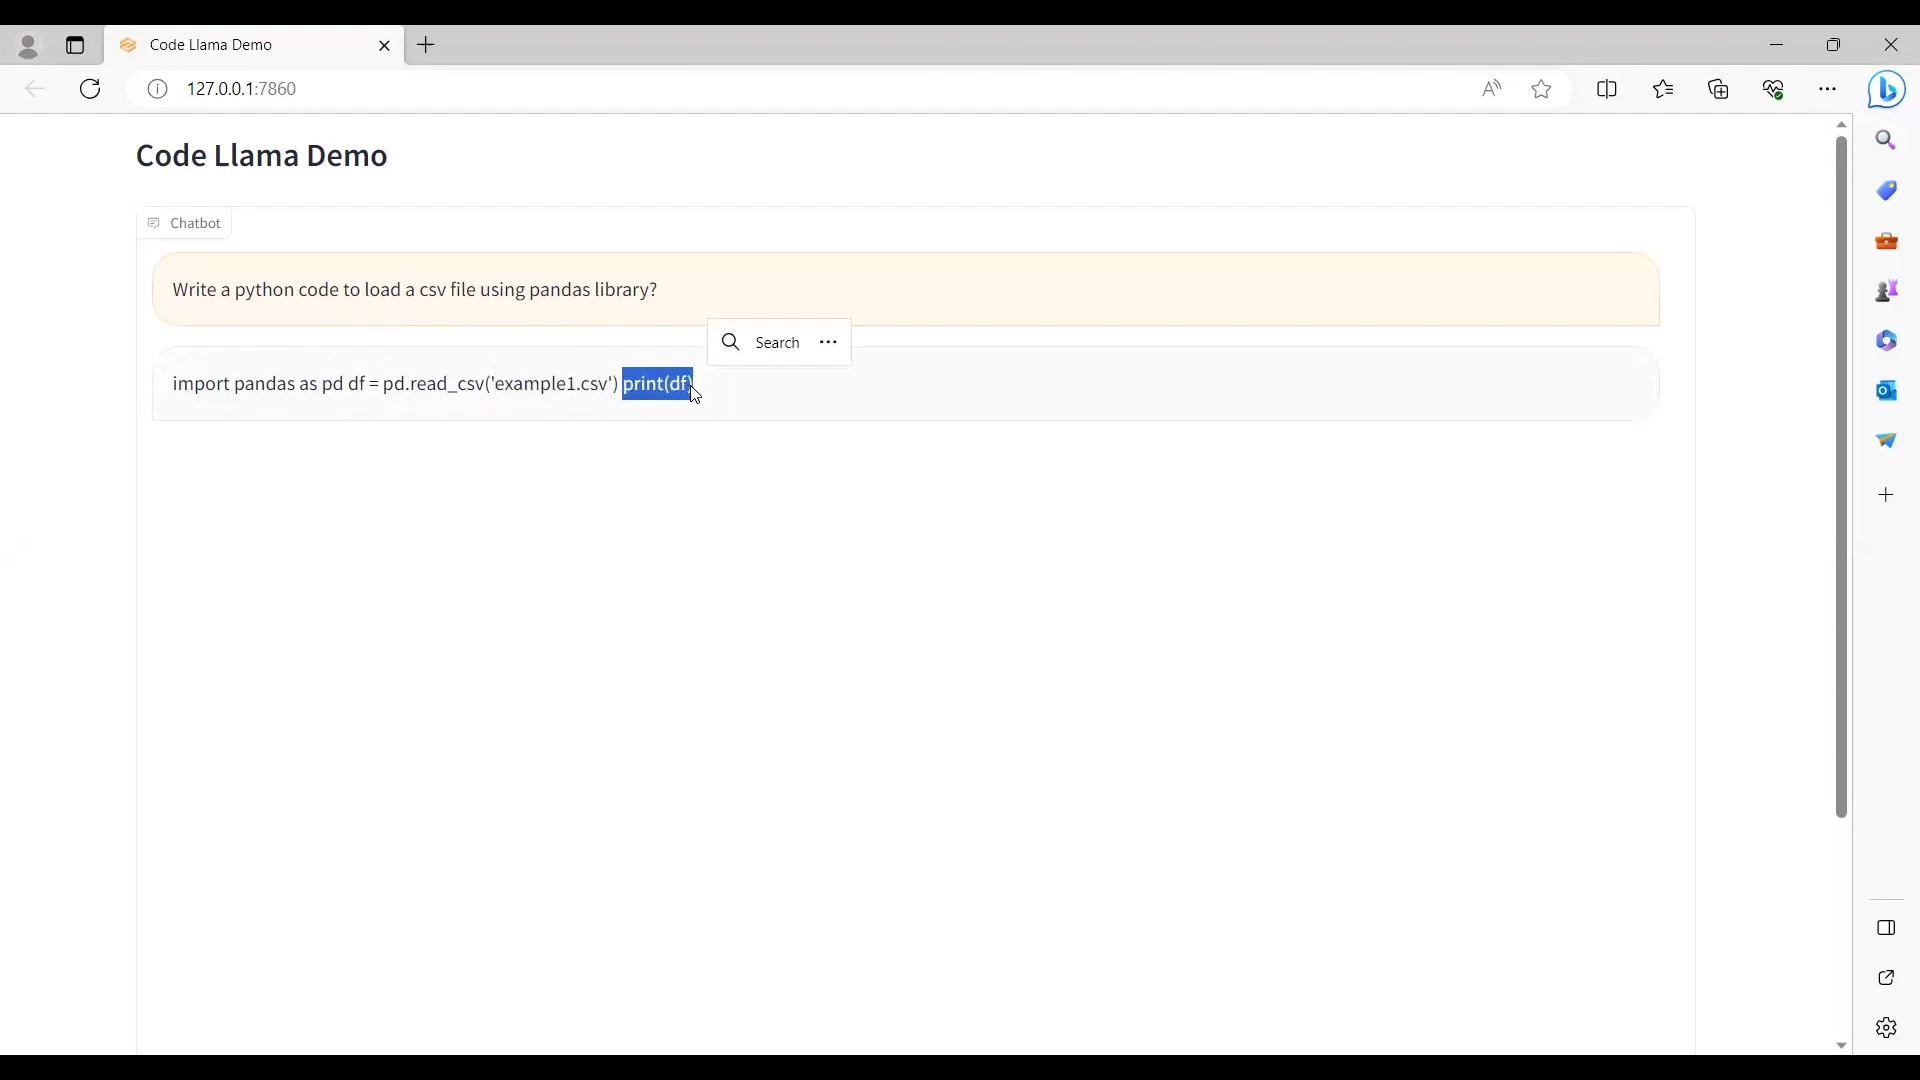 Code Llama Demo
127.0.0.1:7860
Code Llama Demo
Chatbot
Write a python code to load a csv file using pandas library?
Search
import pandas as pd df = pd.read_csv('example1.csv') print(df)